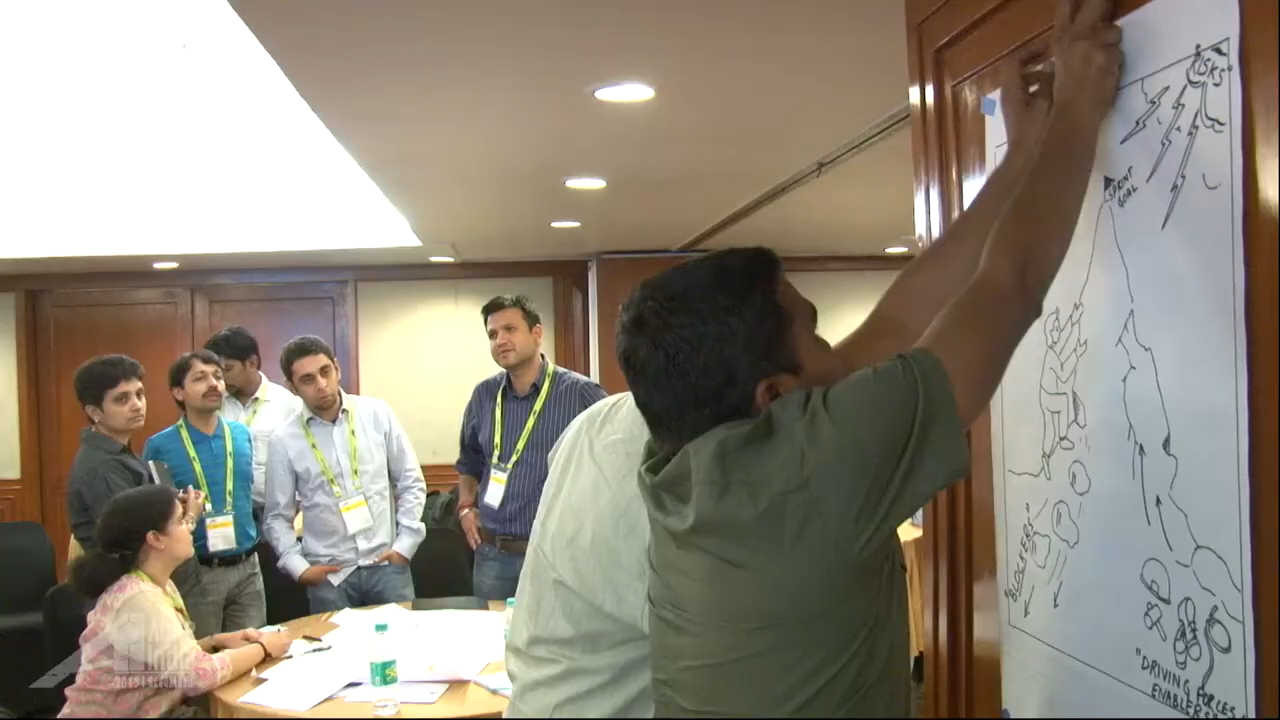 "RISKS"
SPRINT
GOAL
"BLOCKERS"
"DRIVING FORCES
ENABLERS